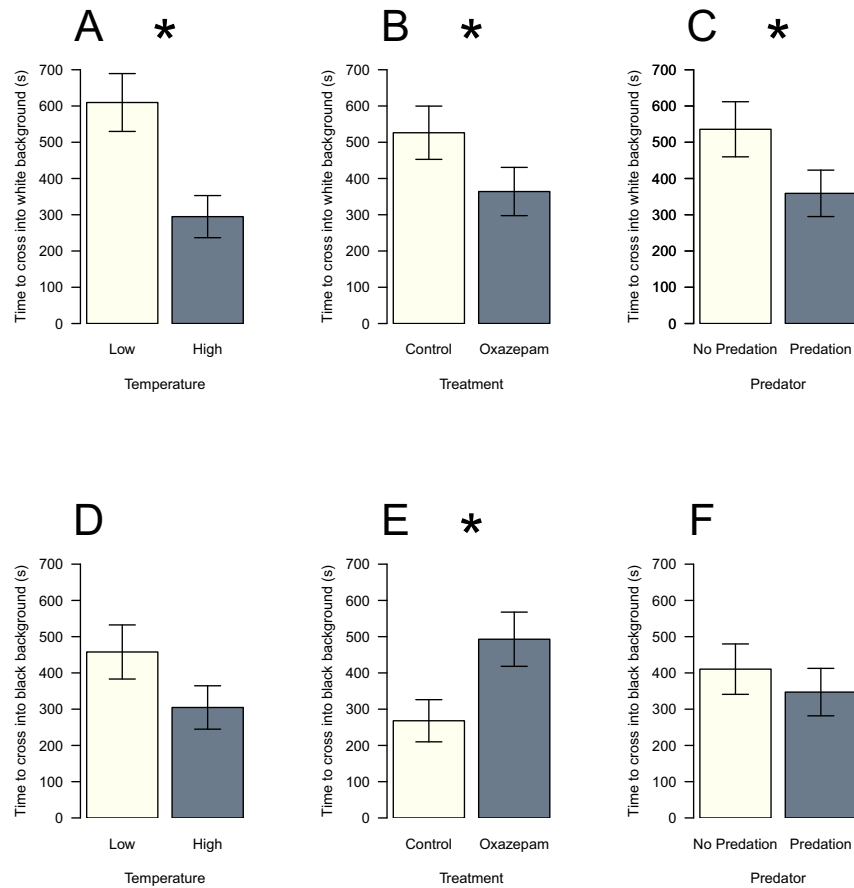 A *
Time to cross into white background (s)
700
600
500
400
300
200
100
0
Low High
Temperature
B *
Time to cross into white background (s)
700
600
500
400
300
200
100
0
Control Oxazepam
Treatment
C *
Time to cross into white background (s)
700
600
500
400
300
200
100
0
No Predation Predation
Predator
D
Time to cross into black background (s)
700
600
500
400
300
200
100
0
Low High
Temperature
E *
Time to cross into black background (s)
700
600
500
400
300
200
100
0
Control Oxazepam
Treatment
F
Time to cross into black background (s)
700
600
500
400
300
200
100
0
No Predation Predation
Predator